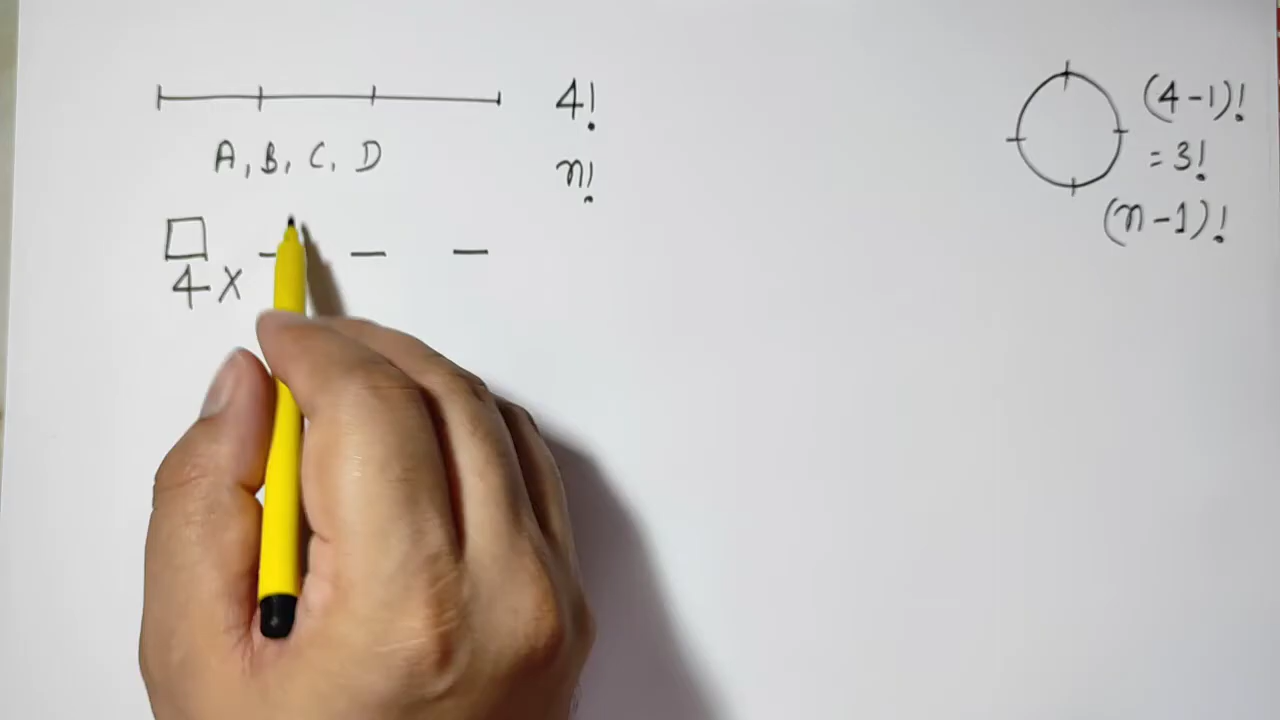 4!
A, B, C, D
n!
4 x
(4-1)!
= 3!
(n-1)!